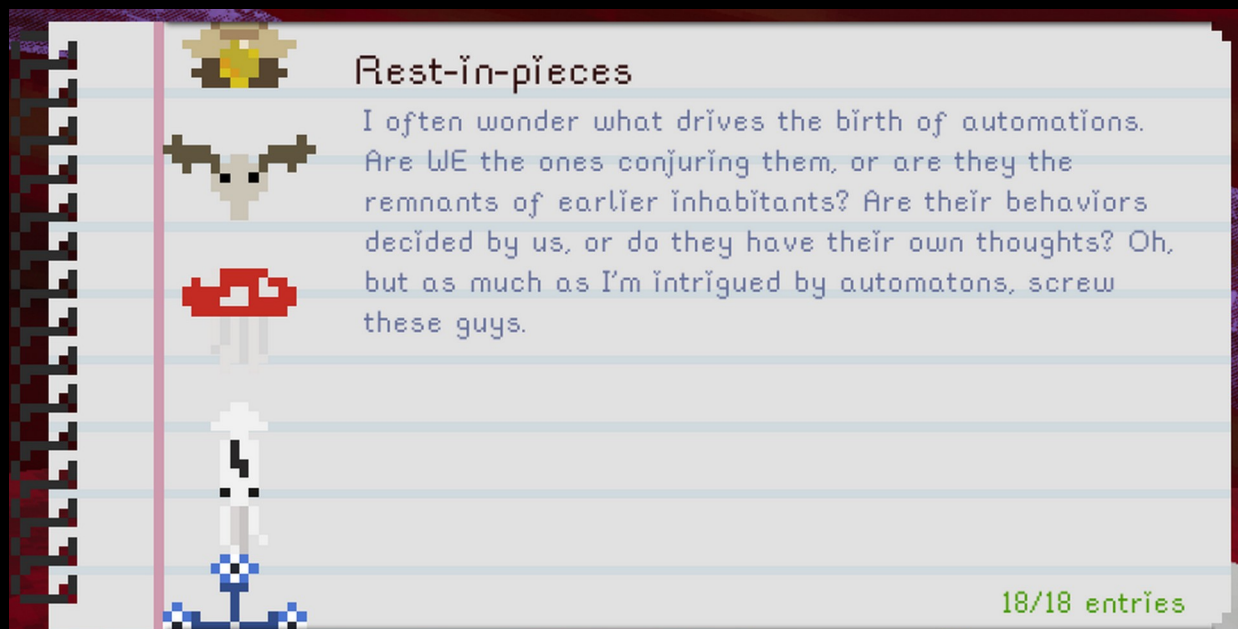 Rest-in-pieces
I often wonder what drives the birth of automations.
Are WE the ones conjuring them, or are they the
remnants of earlier inhabitants? Are their behaviors
decided by us, or do they have their own thoughts? Oh,
but as much as I'm intrigued by automatons, screw
these guys.
18/18 entries